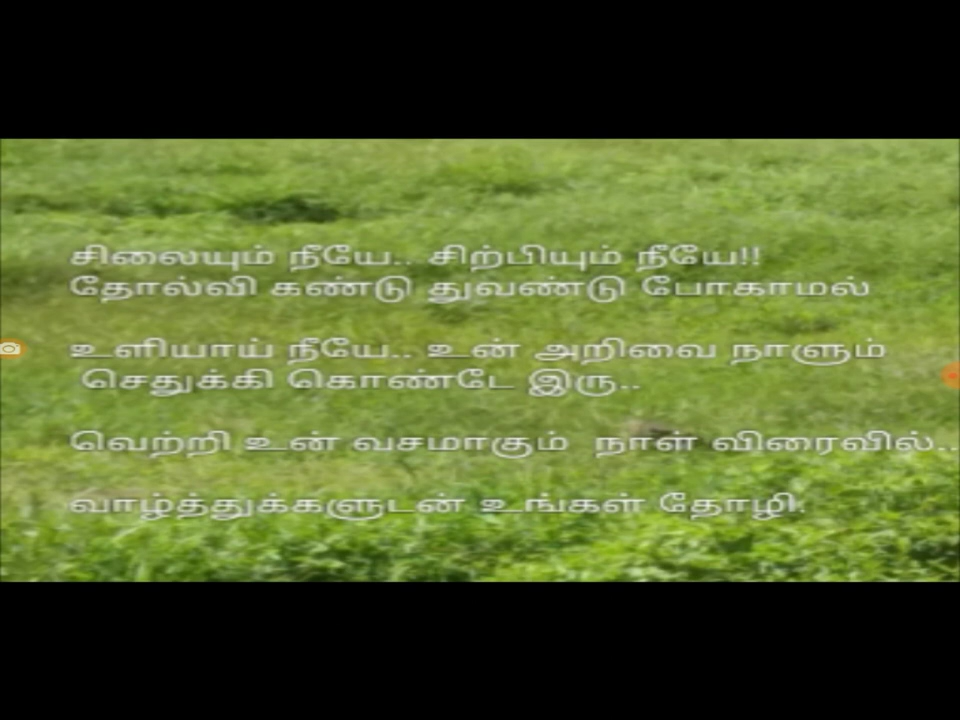 சிலையும் நீயே.. சிற்பியும் நீயே!!
தோல்வி கண்டு துவண்டு போகாமல்
உளியாய் நீயே.. உன் அறிவை நாளும்
செதுக்கி கொண்டே இரு..
வெற்றி உன் வசமாகும் நாள் விரைவில்..
வாழ்த்துக்களுடன் உங்கள் தோழி.